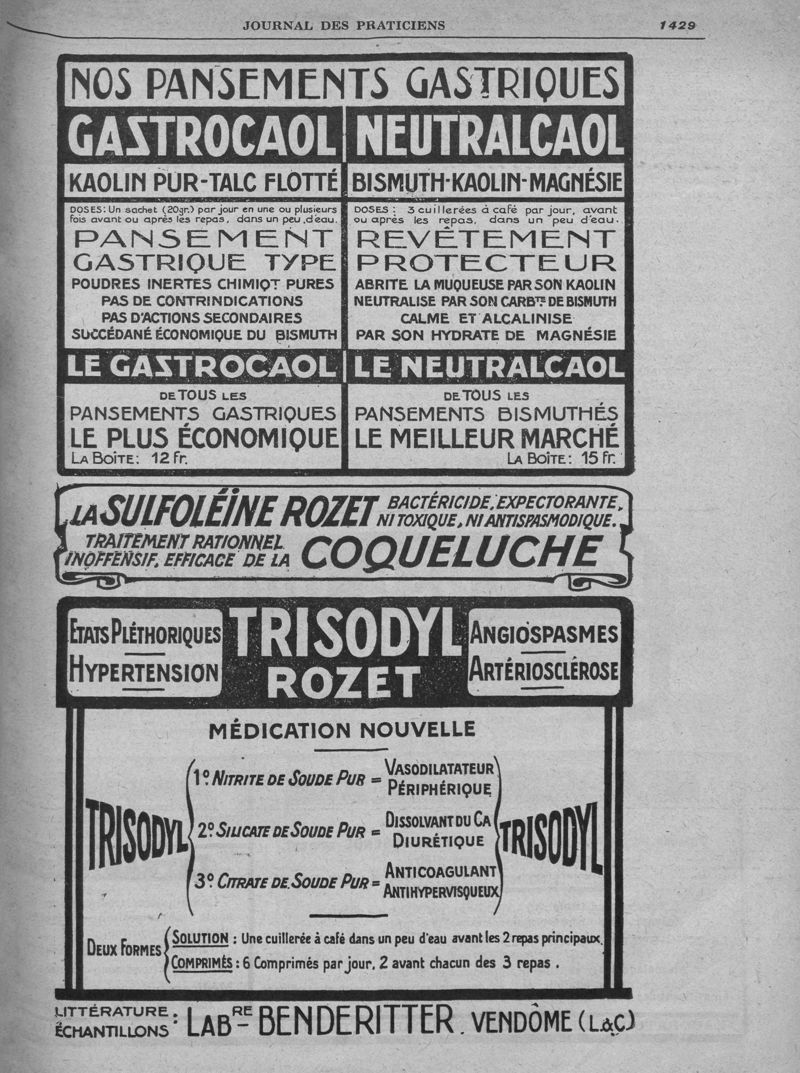 JOURNAL DES PRATICIENS 1429
NOS PANSEMENTS GASTRIQUES
GASTROCAOL
KAOLIN PUR-TALC FLOTTÉ
DOSES: Un sachet (20gr.) par jour en une ou plusieurs
fois avant ou après les repas, dans un peu d'eau.
PANSEMENT
GASTRIQUE TYPE
POUDRES INERTES CHIMIQT PURES
PAS DE CONTRINDICATIONS
PAS D'ACTIONS SECONDAIRES
SUCCÉDANÉ ÉCONOMIQUE DU BISMUTH
LE GASTROCAOL
DE TOUS LES
PANSEMENTS GASTRIQUES
LE PLUS ÉCONOMIQUE
LA BOÎTE: 12 Fr.
NEUTRALCAOL
BISMUTH-KAOLIN-MAGNÉSIE
DOSES: 3 cuillerées à café par jour, avant
ou après les repas, dans un peu d'eau.
REVÊTEMENT
PROTECTEUR
ABRITE LA MUQUEUSE PAR SON KAOLIN
NEUTRALISE PAR SON CARBTE DE BISMUTH
CALME ET ALCALINISE
PAR SON HYDRATE DE MAGNÉSIE
LE NEUTRALCAOL
DE TOUS LES
PANSEMENTS BISMUTHÉS
LE MEILLEUR MARCHÉ
LA BOÎTE: 15 Fr.
LA SULFOLÉÏNE ROZET BACTÉRICIDE, EXPECTORANTE,
NI TOXIQUE, NI ANTISPASMODIQUE.
TRAITEMENT RATIONNEL
INOFFENSIF, EFFICACE DE LA COQUELUCHE
ETATS PLÉTHORIQUES
HYPERTENSION
TRISODYL
ROZET
ANGIOSPASMES
ARTÉRIOSCLÉROSE
MÉDICATION NOUVELLE
TRISODYL
1º NITRITE DE SOUDE PUR = VASODILATATEUR
PÉRIPHÉRIQUE
2º SILICATE DE SOUDE PUR = DISSOLVANT DU CA
DIURÉTIQUE
3º CITRATE DE SOUDE PUR = ANTICOAGULANT
ANTIHYPERVISQUEUX
TRISODYL
DEUX FORMES
SOLUTION : Une cuillerée à café dans un peu d'eau avant les 2 repas principaux.
COMPRIMÉS : 6 Comprimés par jour, 2 avant chacun des 3 repas.
LITTÉRATURE:
ÉCHANTILLONS: LABRE BENDERITTER. VENDÔME (L.&C.)